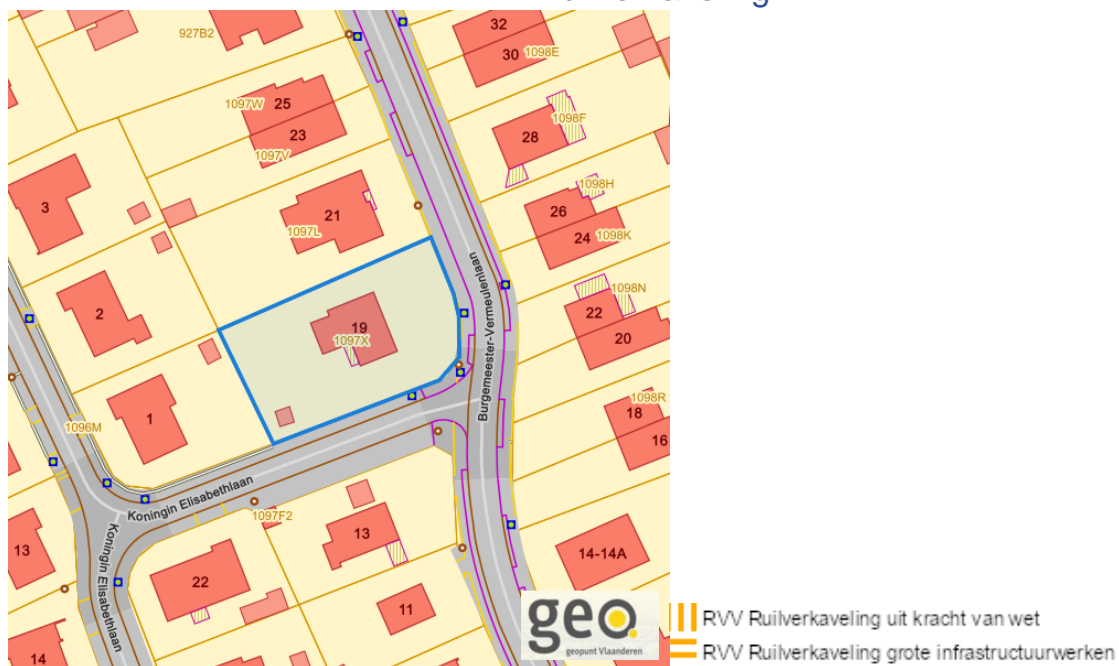 32
927B2
30
1098E
1097W
25
23
1097V
28
1098F
1098H
3
26
24
1098K
21
1097L
1098N
2
22
20
19
1097X
Burgemeester-Vermeulenlaan
1098R
18
16
1
1096M
Koningin Elisabethlaan
1097F2
13
13
14-14A
Koningin Elisabethlaan
22
11
14
geo
geopunt Vlaanderen
RVV Ruilverkaveling uit kracht van wet
RVV Ruilverkaveling grote infrastructuurwerken